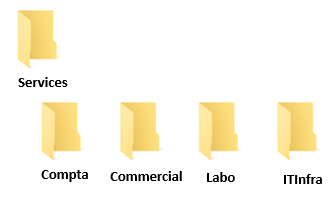 Services
Compta
Commercial
Labo
ITInfra